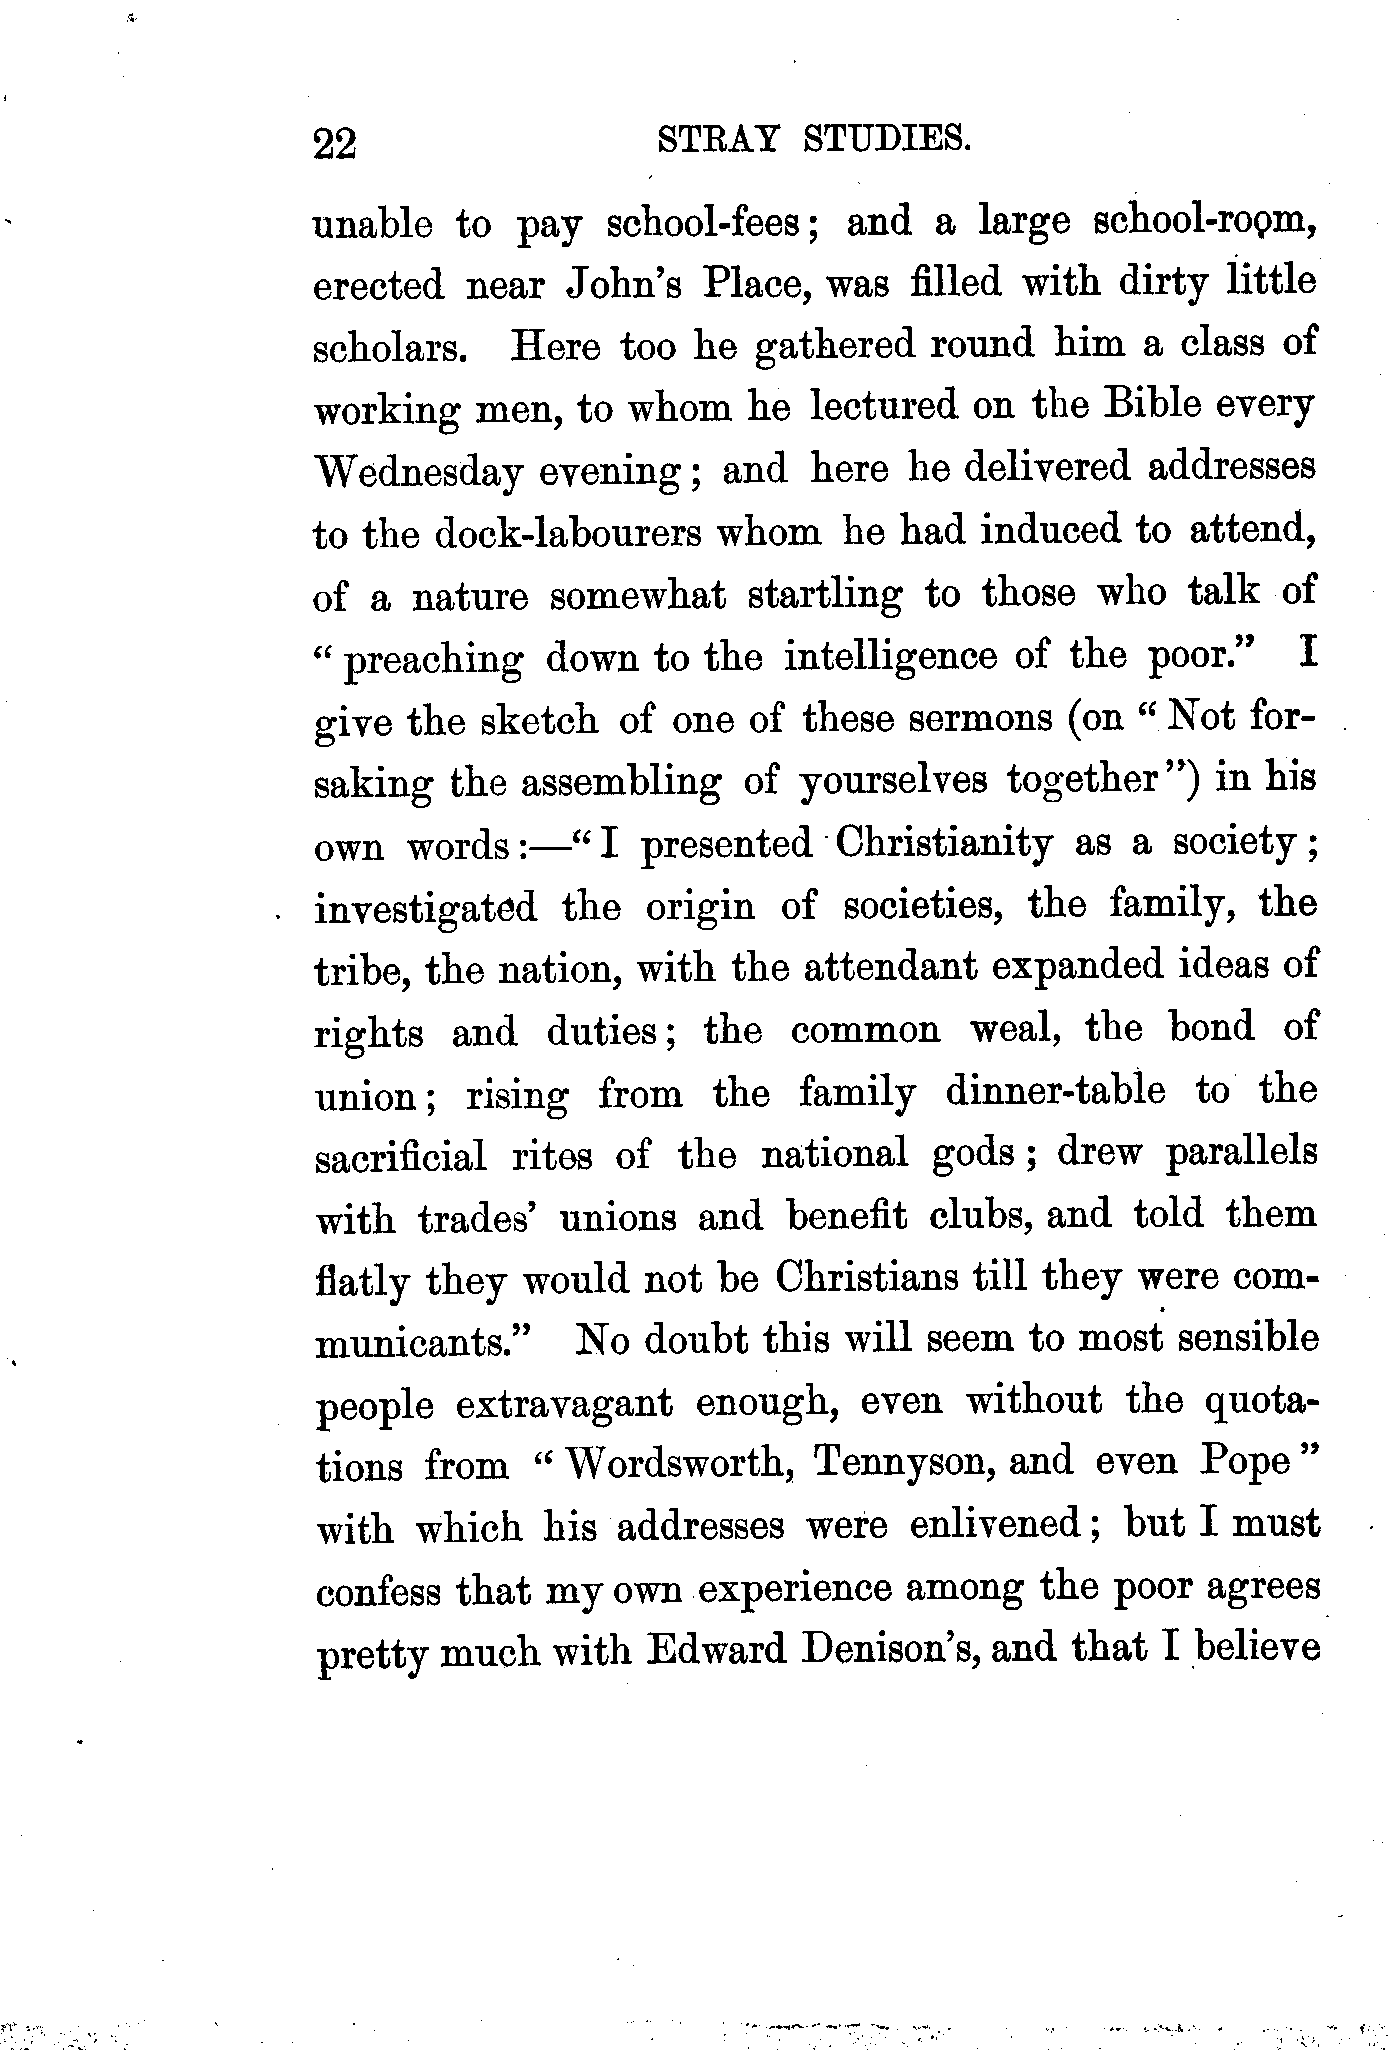 22 STRAY STUDIES.
unable to pay school-fees; and a large school-room,
erected near John's Place, was filled with dirty little
scholars. Here too he gathered round him a class of
working men, to whom he lectured on the Bible every
Wednesday evening; and here he delivered addresses
to the dock-labourers whom he had induced to attend,
of a nature somewhat startling to those who talk of
"preaching down to the intelligence of the poor." I
give the sketch of one of these sermons (on "Not for-
saking the assembling of yourselves together") in his
own words:—"I presented Christianity as a society;
investigated the origin of societies, the family, the
tribe, the nation, with the attendant expanded ideas of
rights and duties; the common weal, the bond of
union; rising from the family dinner-table to the
sacrificial rites of the national gods; drew parallels
with trades' unions and benefit clubs, and told them
flatly they would not be Christians till they were com-
municants." No doubt this will seem to most sensible
people extravagant enough, even without the quota-
tions from "Wordsworth, Tennyson, and even Pope"
with which his addresses were enlivened; but I must
confess that my own experience among the poor agrees
pretty much with Edward Denison's, and that I believe